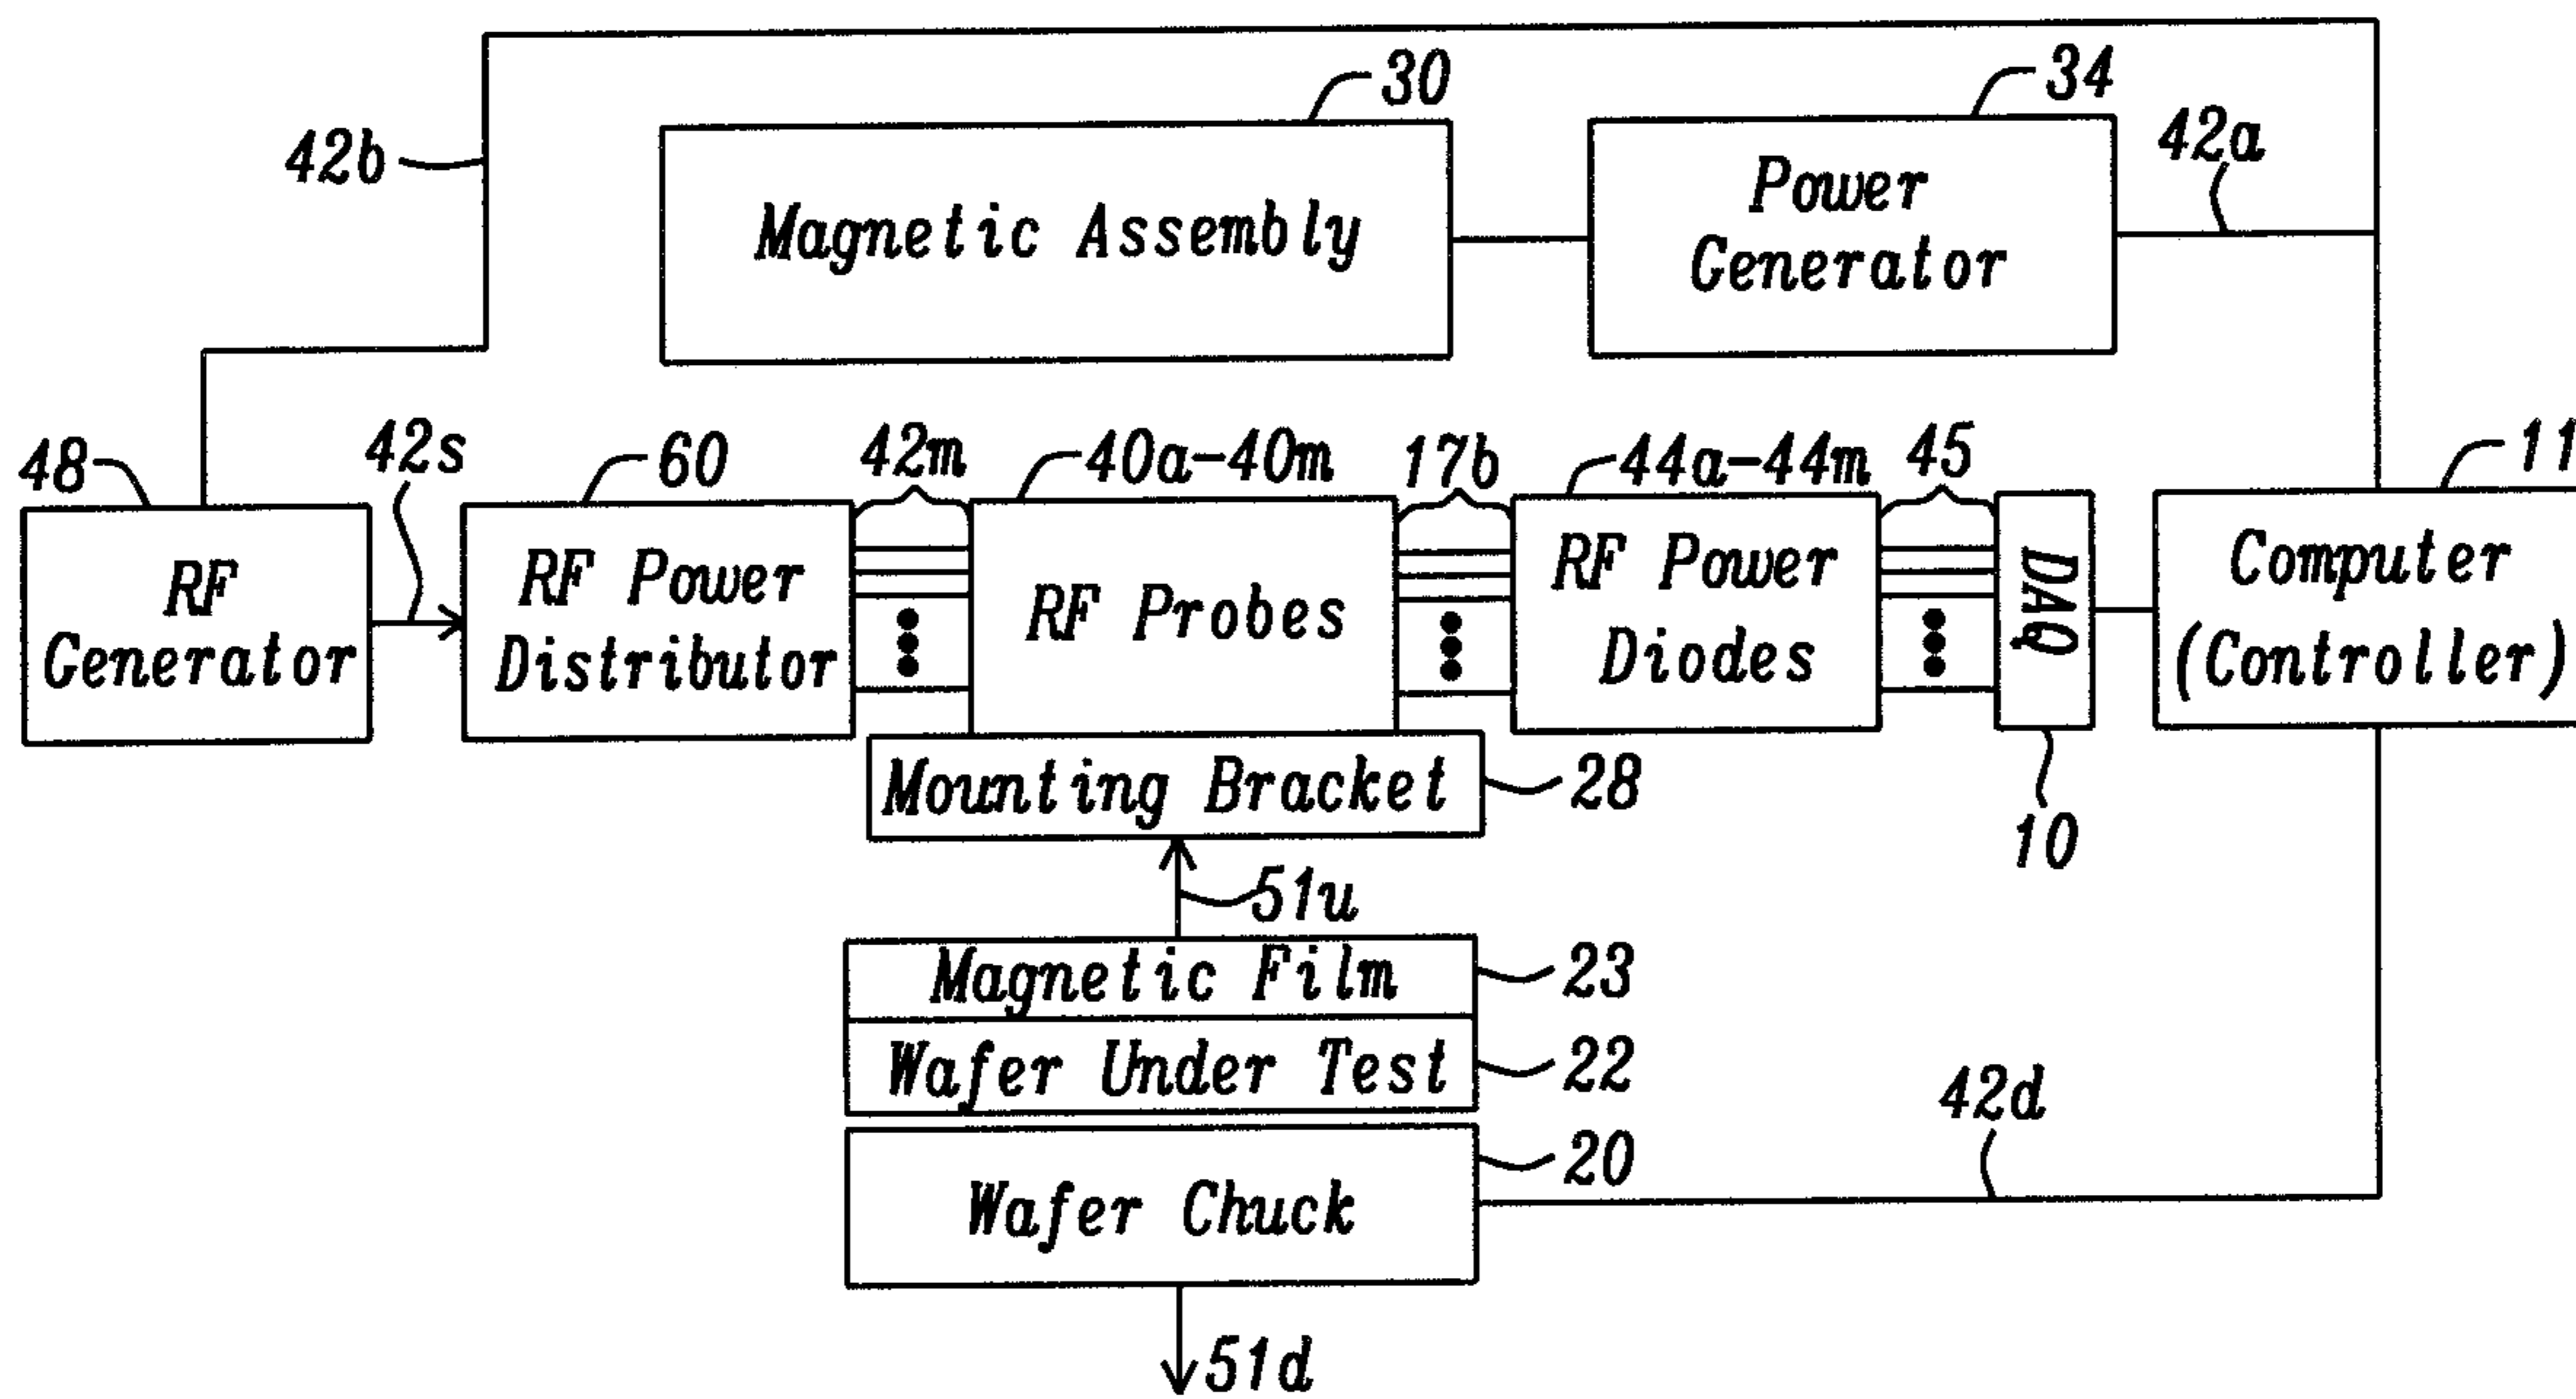 30
34
42b
42a
Magnetic Assembly
Power
Generator
48
42s
60
42m
40a-40m
17b
44a-44m
45
11
RF
Generator
RF Power
Distributor
RF Probes
RF Power
Diodes
DAQ
Computer
(Controller)
Mounting Bracket
28
10
51u
Magnetic Film
23
Wafer Under Test
22
42d
20
Wafer Chuck
51d